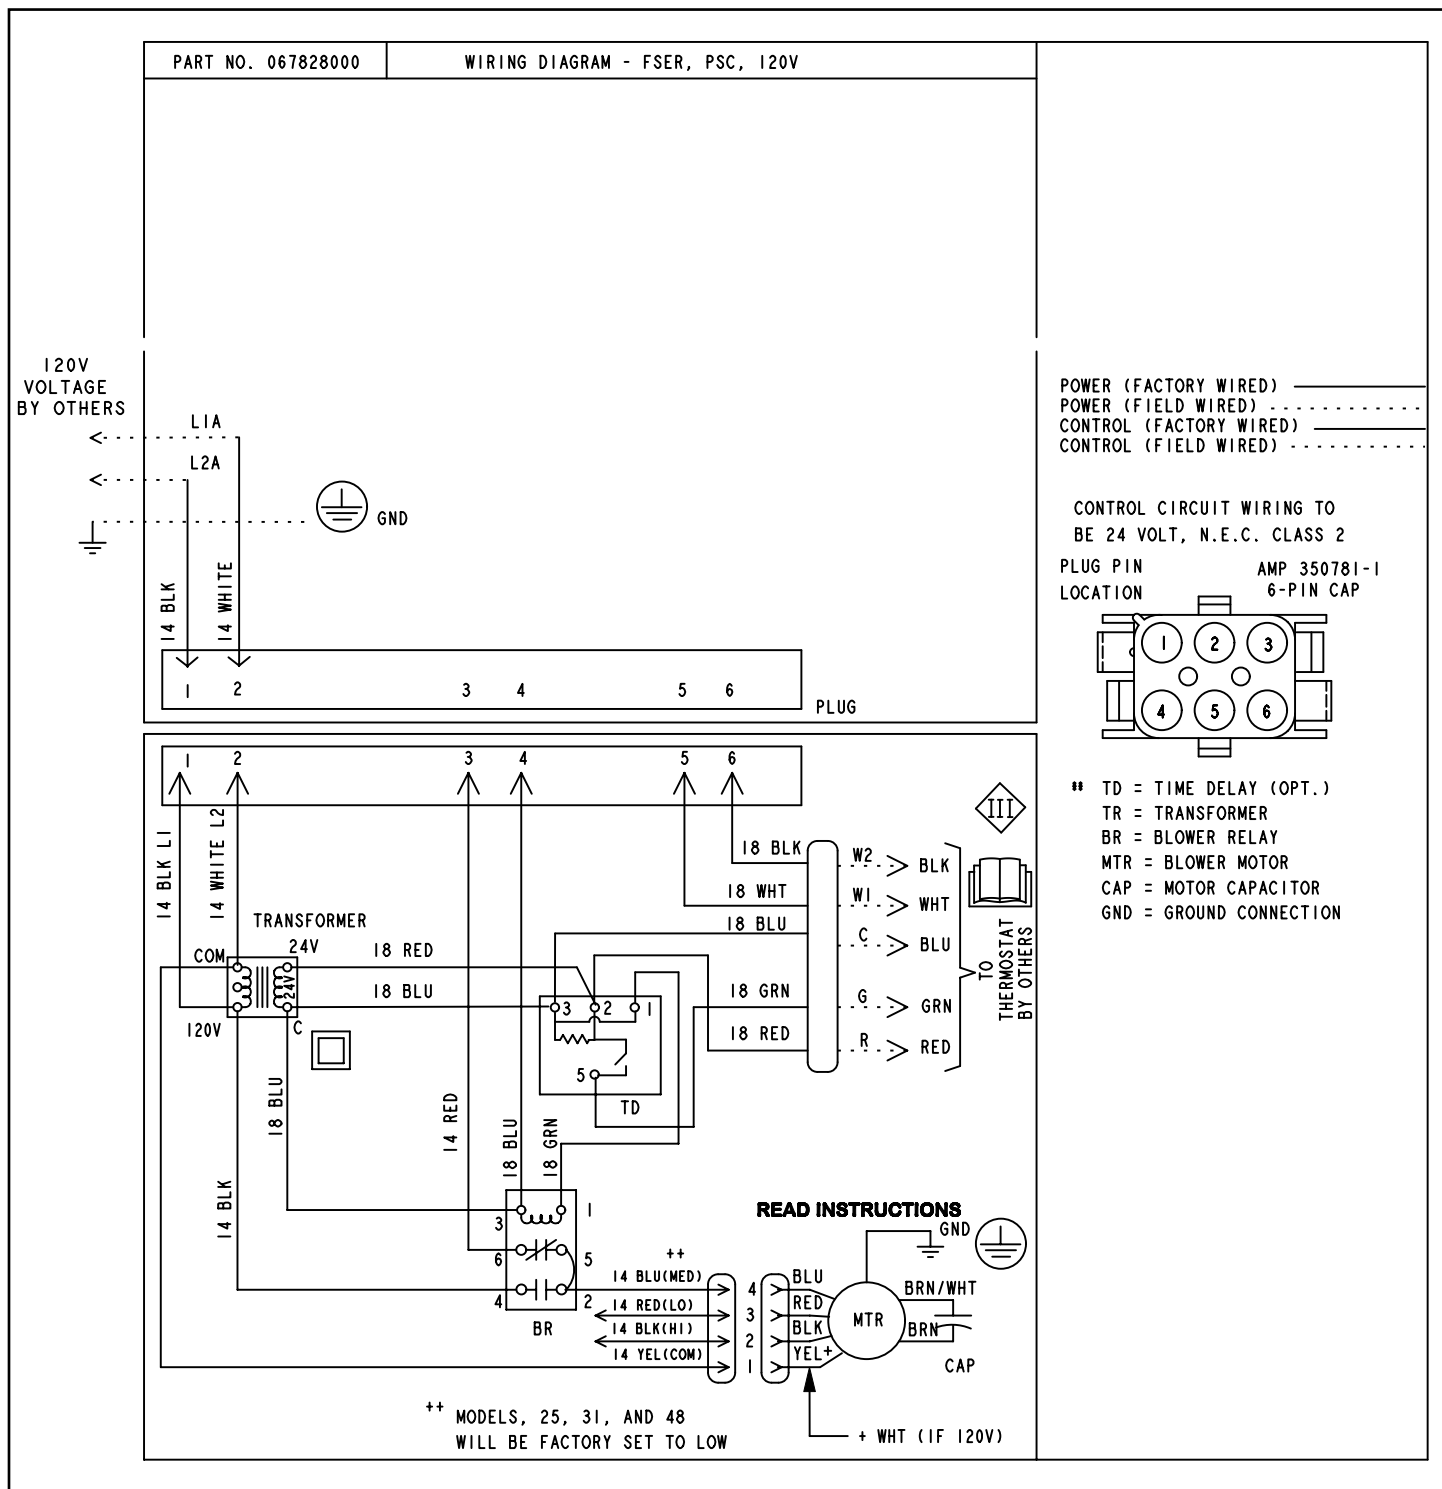 PART NO. 067828000
WIRING DIAGRAM - FSER, PSC, 120V
120V
VOLTAGE
BY OTHERS
L1A
L2A
GND
14 BLK
14 WHITE
1 2 3 4 5 6
PLUG
POWER (FACTORY WIRED)
POWER (FIELD WIRED)
CONTROL (FACTORY WIRED)
CONTROL (FIELD WIRED)
CONTROL CIRCUIT WIRING TO
BE 24 VOLT, N.E.C. CLASS 2
PLUG PIN
LOCATION
AMP 350781-1
6-PIN CAP
1 2 3
4 5 6
** TD = TIME DELAY (OPT.)
TR = TRANSFORMER
BR = BLOWER RELAY
MTR = BLOWER MOTOR
CAP = MOTOR CAPACITOR
GND = GROUND CONNECTION
1 2 3 4 5 6
III
14 BLK L1
14 WHITE L2
18 BLK
W2
BLK
18 WHT
W1
WHT
18 BLU
C
BLU
18 GRN
G
GRN
18 RED
R
RED
TO
THERMOSTAT
BY OTHERS
TRANSFORMER
COM
24V
24V
120V
C
18 RED
18 BLU
3 2 1
5
TD
18 BLU
14 BLK
14 RED
18 BLU
18 GRN
3
1
6
5
4
2
BR
READ INSTRUCTIONS
GND
++
14 BLU(MED)
14 RED(LO)
14 BLK(HI)
14 YEL(COM)
4
3
2
1
BLU
RED
BLK
YEL+
MTR
BRN/WHT
BRN
CAP
++ MODELS, 25, 31, AND 48
WILL BE FACTORY SET TO LOW
+ WHT (IF 120V)